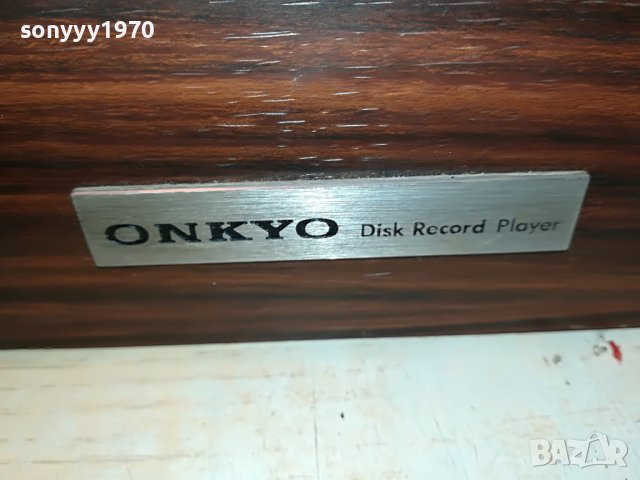 sonyyy1970
ONKYO Disk Record Player
BAZAR